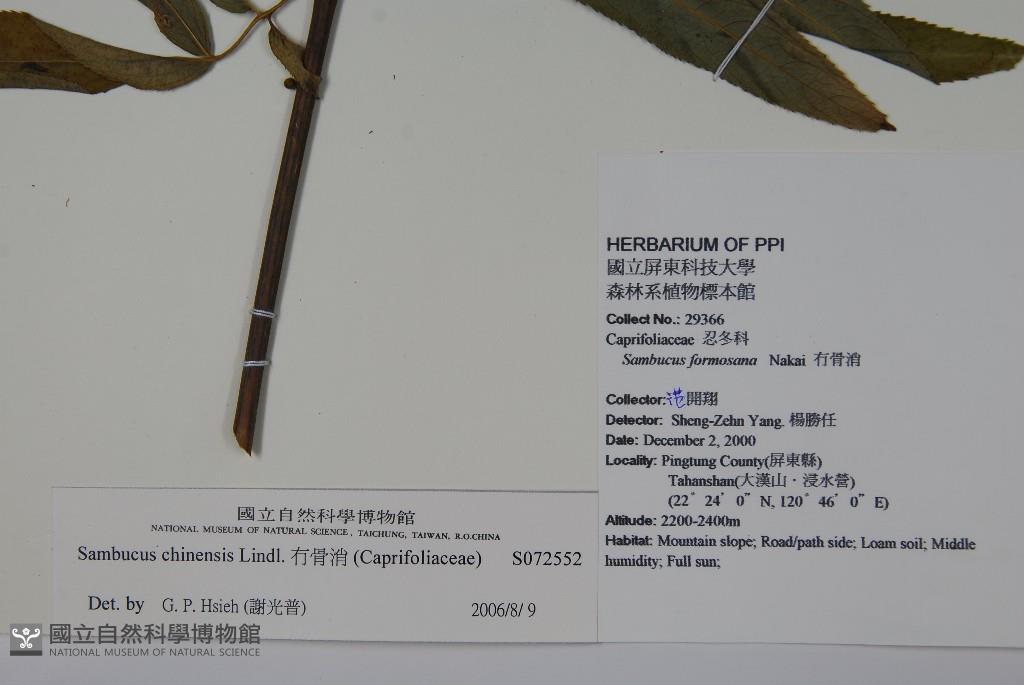 HERBARIUM OF PPI
國立屏東科技大學
森林系植物標本館
Collect No.: 29366
Caprifoliaceae 忍冬科
Sambucus formosana Nakai 冇骨消
Collector: 范開翔
Detector: Sheng-Zehn Yang. 楊勝任
Date: December 2, 2000
Locality: Pingtung County(屏東縣)
Tahanshan(大漢山‧浸水營)
(22° 24' 0" N, 120° 46' 0" E)
Altitude: 2200-2400m
Habitat: Mountain slope; Road/path side; Loam soil; Middle
humidity; Full sun;
國立自然科學博物館
NATIONAL MUSEUM OF NATURAL SCIENCE, TAICHUNG, TAIWAN, R.O.CHINA
Sambucus chinensis Lindl. 冇骨消 (Caprifoliaceae) S072552
Det. by G. P. Hsieh (謝光普) 2006/8/ 9
國立自然科學博物館
NATIONAL MUSEUM OF NATURAL SCIENCE